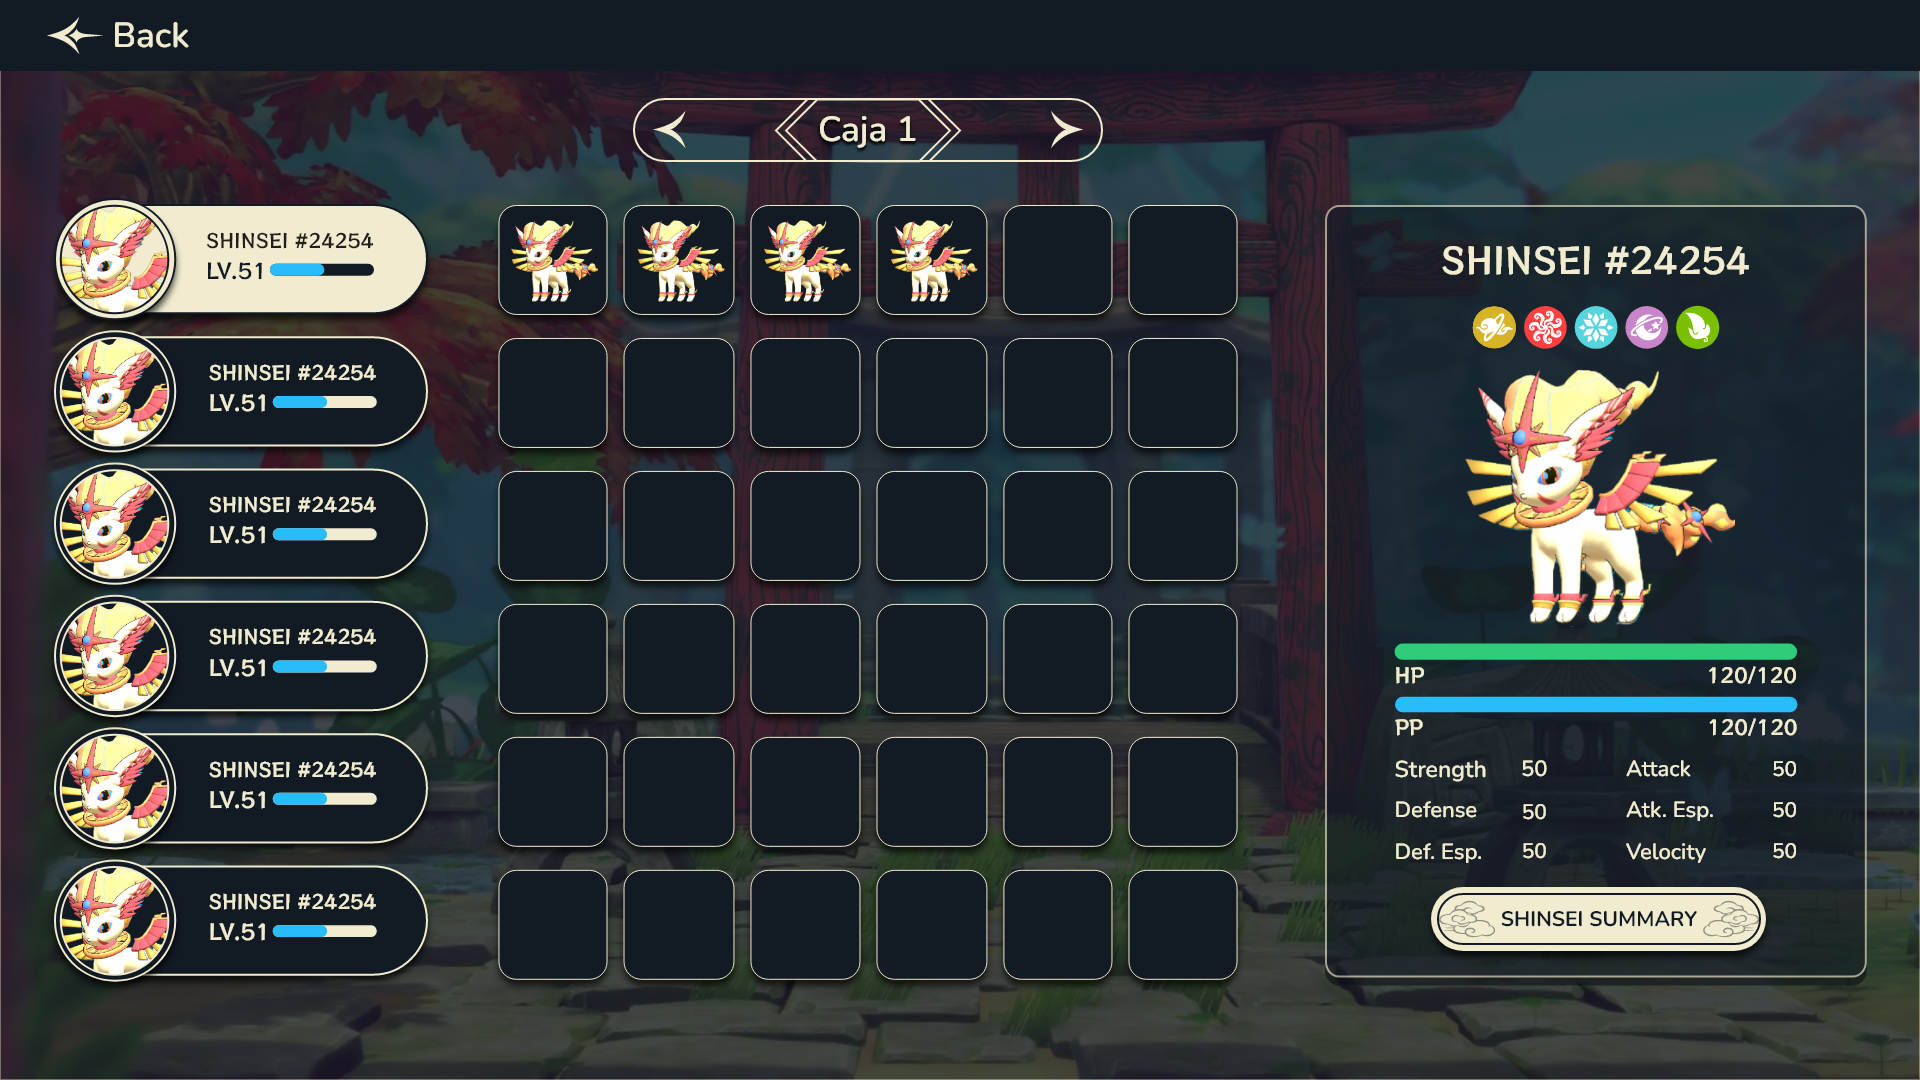 Back
Caja 1
SHINSEI #24254
LV.51
SHINSEI #24254
LV.51
SHINSEI #24254
LV.51
SHINSEI #24254
LV.51
SHINSEI #24254
LV.51
SHINSEI #24254
LV.51
SHINSEI #24254
HP 120/120
PP 120/120
Strength 50 Attack 50
Defense 50 Atk. Esp. 50
Def. Esp. 50 Velocity 50
SHINSEI SUMMARY